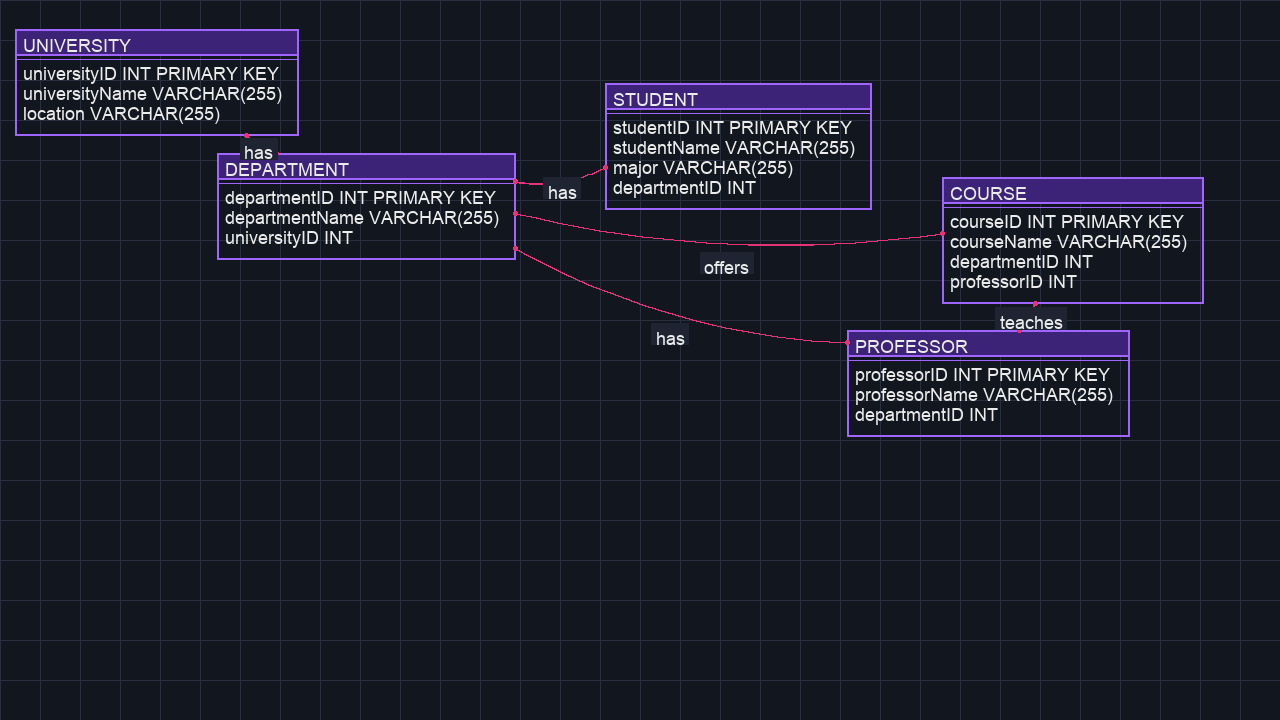 UNIVERSITY
universityID INT PRIMARY KEY
universityName VARCHAR(255)
location VARCHAR(255)
has
DEPARTMENT
departmentID INT PRIMARY KEY
departmentName VARCHAR(255)
universityID INT
has
STUDENT
studentID INT PRIMARY KEY
studentName VARCHAR(255)
major VARCHAR(255)
departmentID INT
offers
COURSE
courseID INT PRIMARY KEY
courseName VARCHAR(255)
departmentID INT
professorID INT
has
teaches
PROFESSOR
professorID INT PRIMARY KEY
professorName VARCHAR(255)
departmentID INT